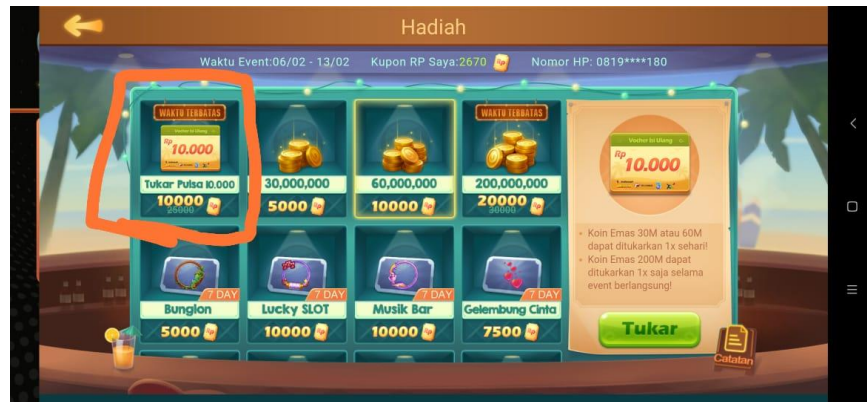 Hadiah
Waktu Event:06/02 - 13/02 Kupon RP Saya:2670 Nomor HP: 0819****180
WAKTU TERBATAS
Rp 10.000
Tukar Pulsa 10.000
10000
25000
30,000,000
5000
60,000,000
10000
WAKTU TERBATAS
200,000,000
20000
30000
Bunglon
7 DAY
5000
Lucky SLOT
7 DAY
10000
Musik Bar
7 DAY
10000
Gelembung Cinta
7 DAY
7500
Vosher Isi Ulang
Rp 10.000
Koin Emas 30M atau 60M
dapat ditukarkan 1x sehari!
Koin Emas 200M dapat
ditukarkan 1x saja selama
event berlangsung!
Tukar
Catatan